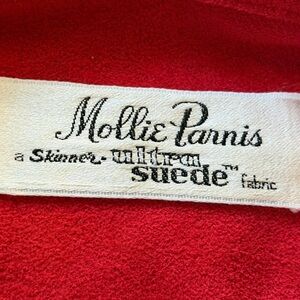 Mollie Parnis
a Skinner® ultra
suede™ fabric